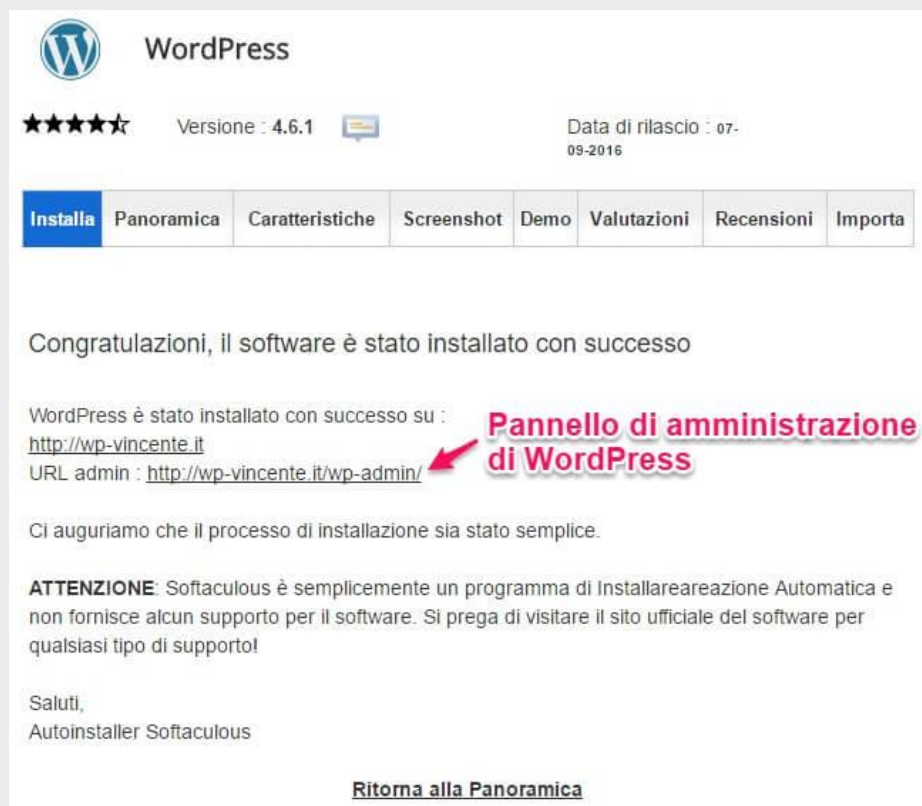 WordPress
Versione : 4.6.1
Data di rilascio : 07-
09-2016
Installa Panoramica Caratteristiche Screenshot Demo Valutazioni Recensioni Importa
Congratulazioni, il software è stato installato con successo
WordPress è stato installato con successo su :
http://wp-vincente.it
URL admin : http://wp-vincente.it/wp-admin/
Pannello di amministrazione
di WordPress
Ci auguriamo che il processo di installazione sia stato semplice.
ATTENZIONE: Softaculous è semplicemente un programma di Installareareazione Automatica e
non fornisce alcun supporto per il software. Si prega di visitare il sito ufficiale del software per
qualsiasi tipo di supporto!
Saluti,
Autoinstaller Softaculous
Ritorna alla Panoramica